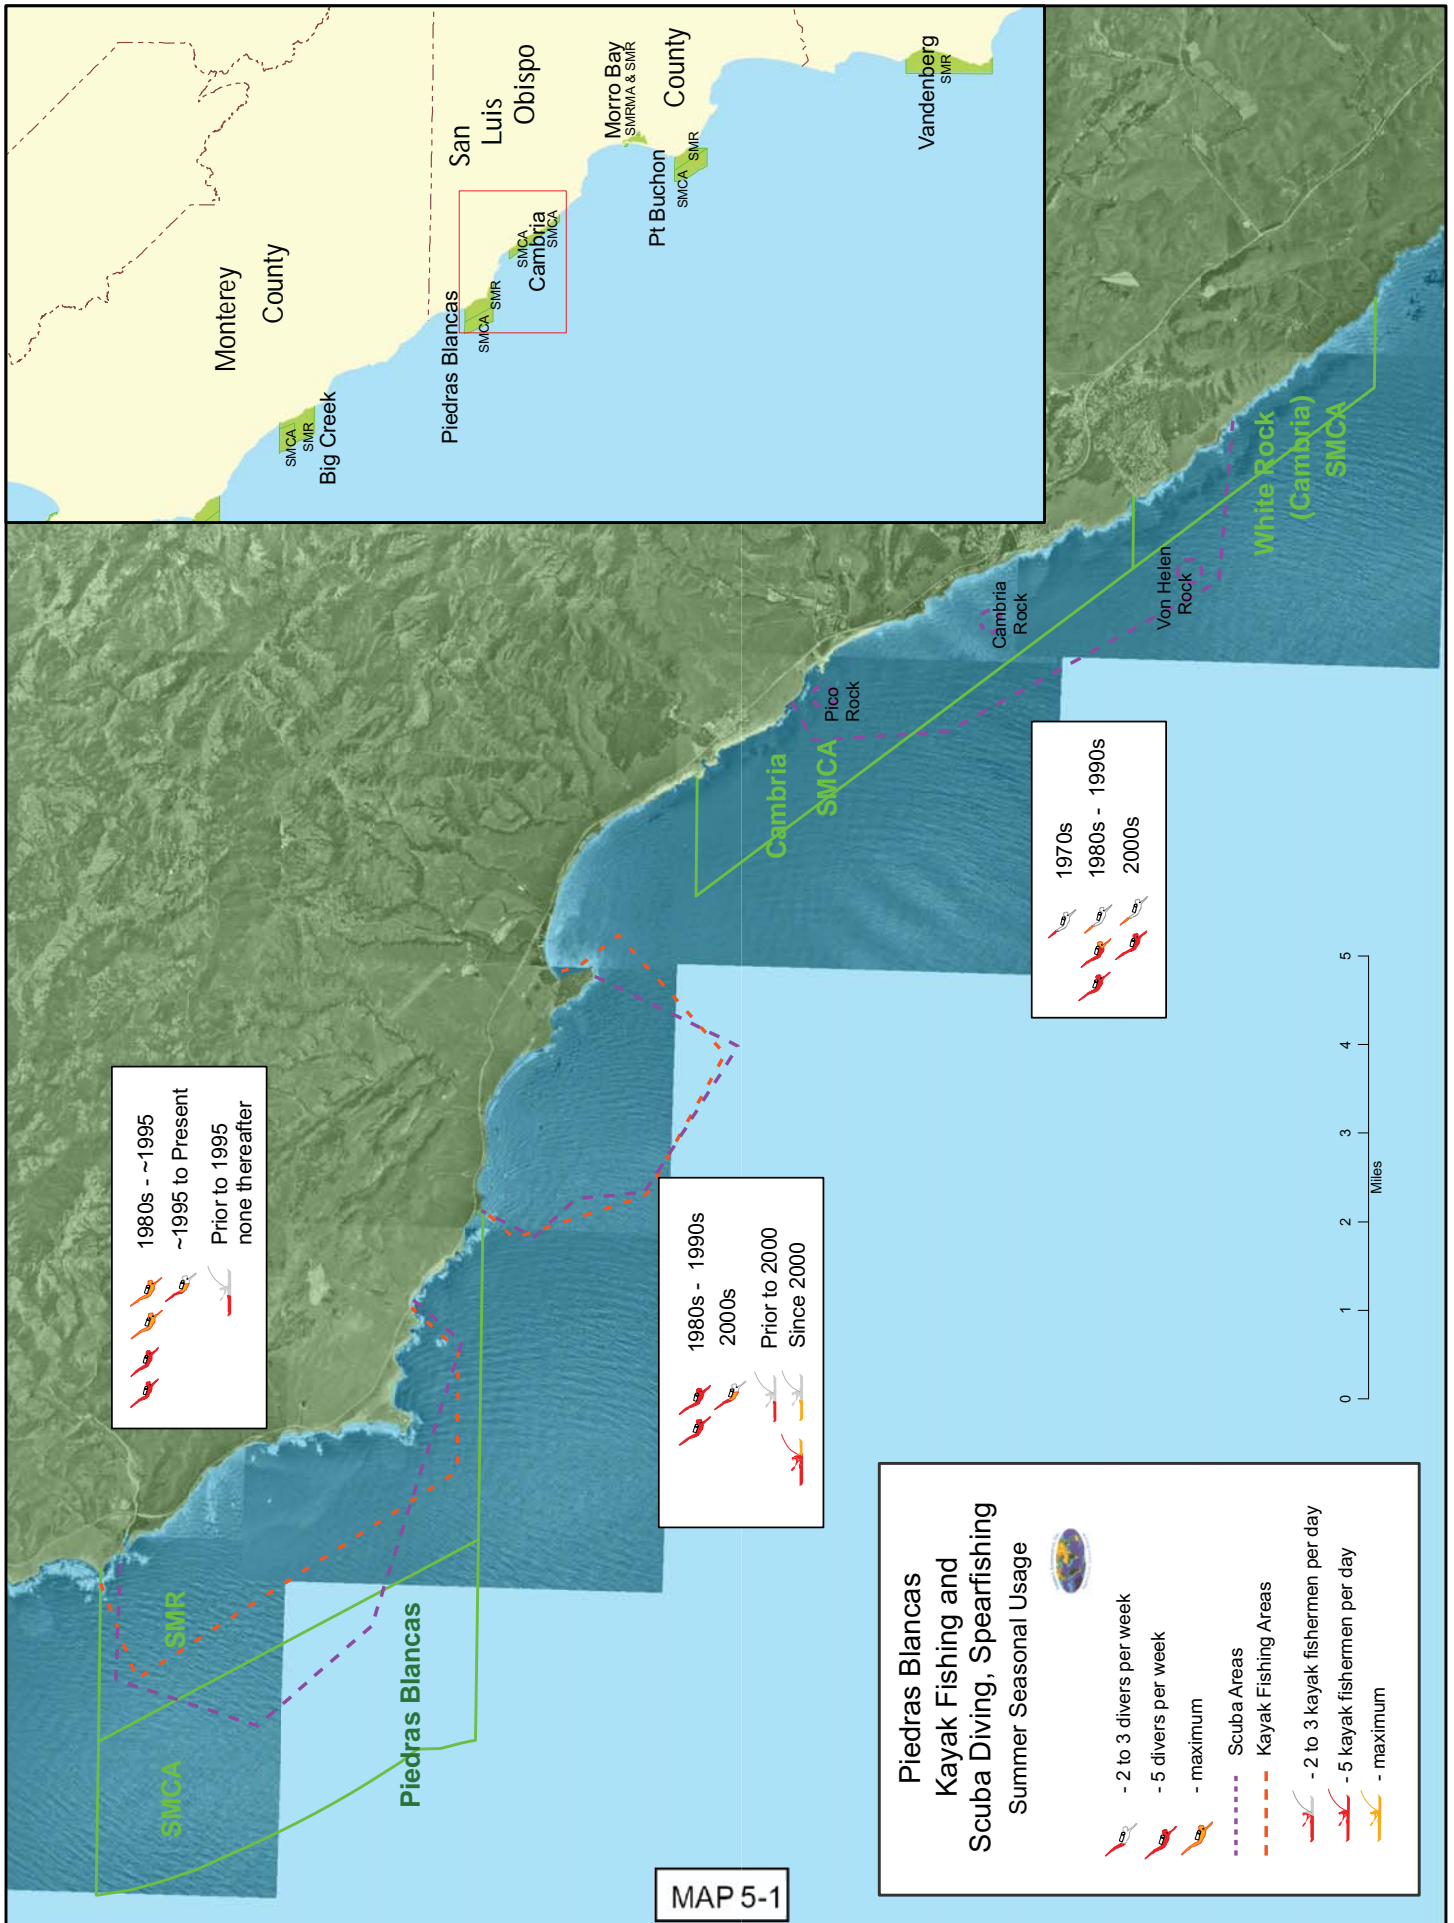 Monterey
County
San
Luis
Obispo
County
SMCA
SMR
Big Creek
Piedras Blancas
SMCA
SMR
SMCA
Cambria
SMCA
Morro Bay
SMRMA & SMR
Pt Buchon
SMCA
SMR
Vandenberg
SMR
1980s - ~1995
~1995 to Present
Prior to 1995
none thereafter
1980s - 1990s
2000s
Prior to 2000
Since 2000
1970s
1980s - 1990s
2000s
SMCA
SMR
Piedras Blancas
Cambria
SMCA
Pico
Rock
Cambria
Rock
Von Helen
Rock
White Rock
(Cambria)
SMCA
0 1 2 3 4 5
Miles
Piedras Blancas
Kayak Fishing and
Scuba Diving, Spearfishing
Summer Seasonal Usage
- 2 to 3 divers per week
- 5 divers per week
- maximum
Scuba Areas
Kayak Fishing Areas
- 2 to 3 kayak fishermen per day
- 5 kayak fishermen per day
- maximum
MAP 5-1